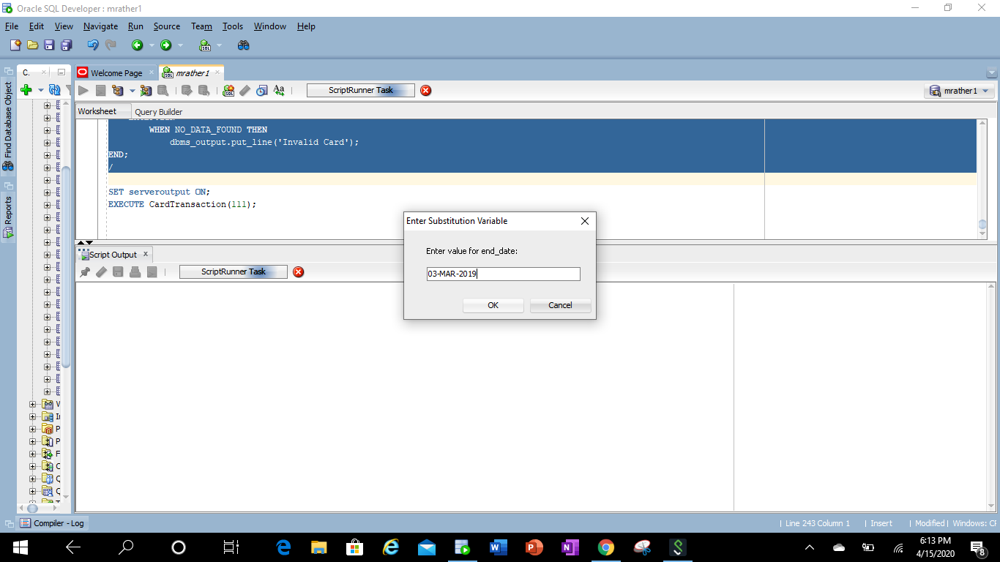 Oracle SQL Developer : mrather1
File Edit View Navigate Run Source Team Tools Window Help
C. Welcome Page mrather1
ScriptRunner Task
mrather1
Find Database Object
Reports
Worksheet Query Builder
WHEN NO_DATA_FOUND THEN
dbms_output.put_line('Invalid Card');
END;
/
SET serveroutput ON;
EXECUTE CardTransaction(111);
Enter Substitution Variable
Enter value for end_date:
03-MAR-2019
OK Cancel
Script Output x
ScriptRunner Task
Compiler - Log
| Line 243 Column 1 | Insert | Modified | Windows: CF
6:13 PM
4/15/2020
8